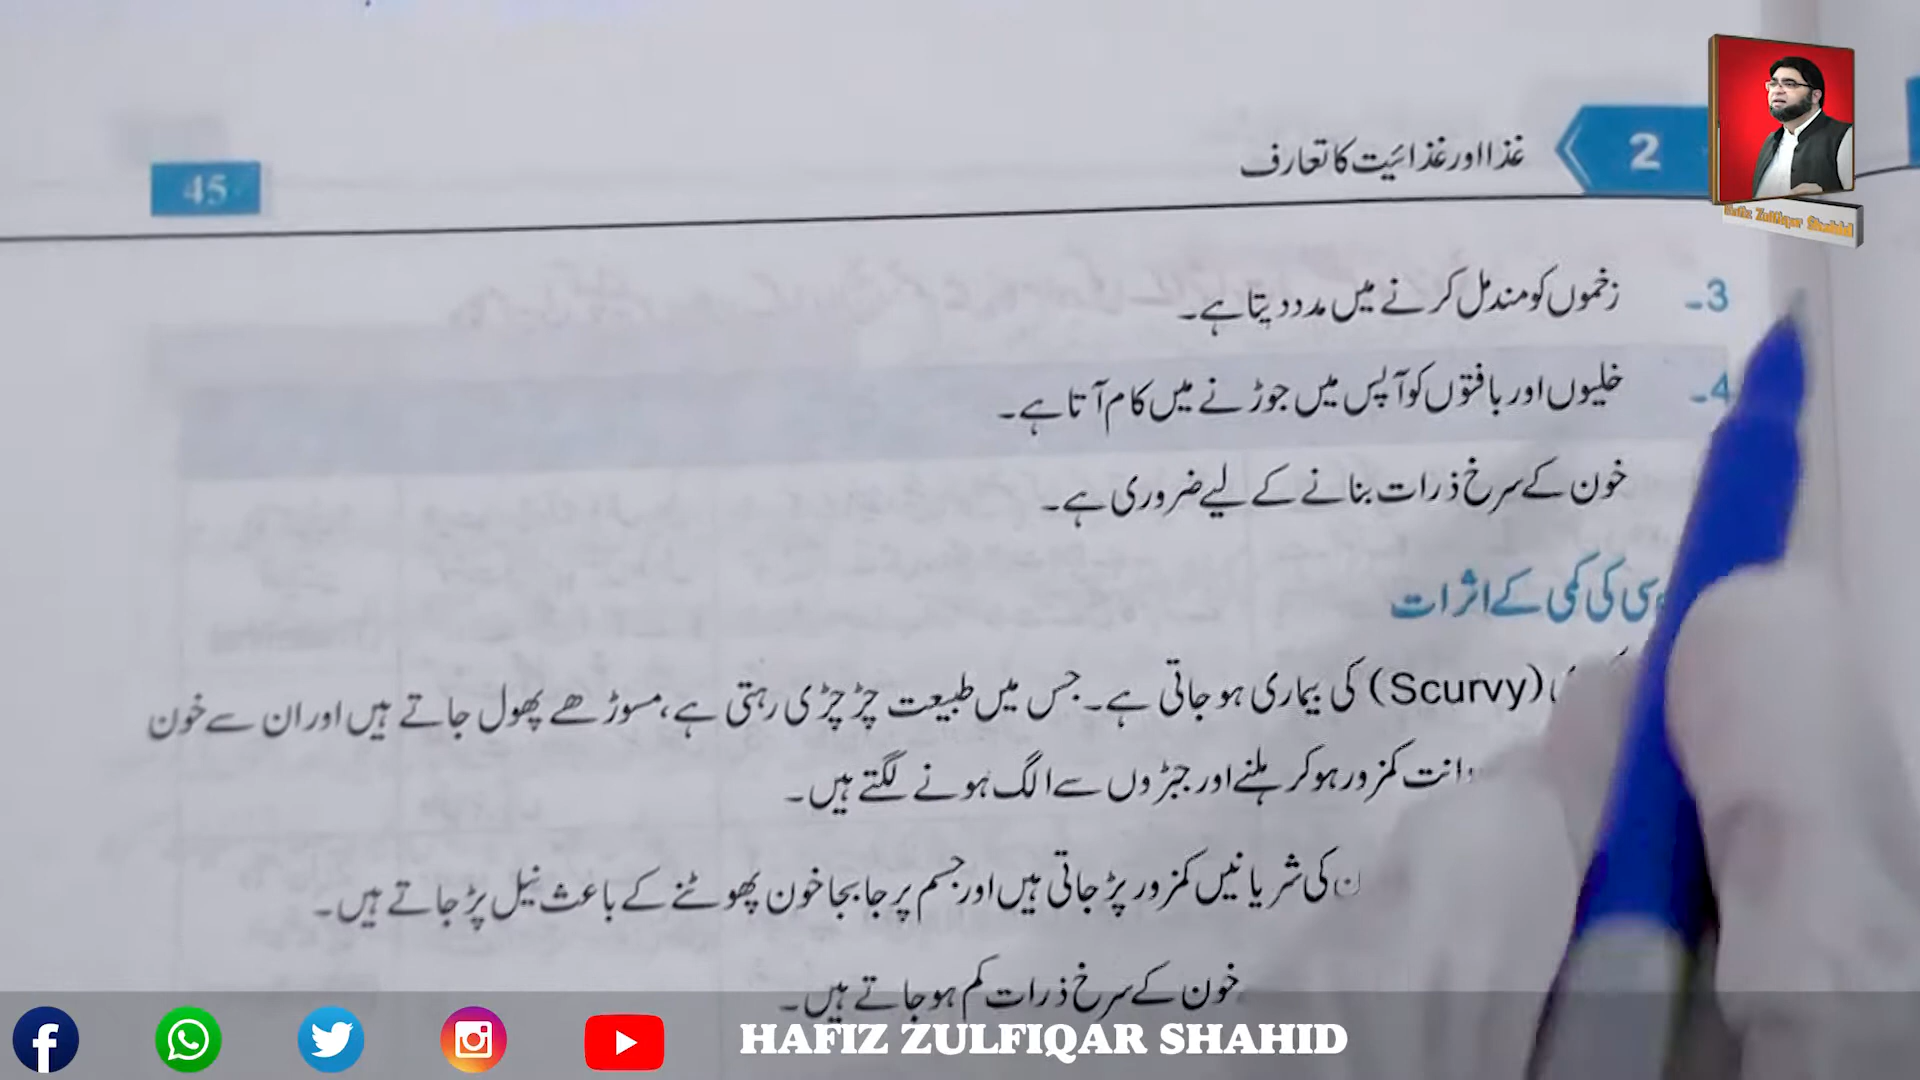 2
غذا اور غذائیت کا تعارف
45
Hafiz Zulfiqar Shahid
3۔ زخموں کو مندمل کرنے میں مدد دیتا ہے۔
4۔ خلیوں اور بافتوں کو آپس میں جوڑنے میں کام آتا ہے۔
خون کے سرخ ذرات بنانے کے لیے ضروری ہے۔
سی کی کمی کے اثرات
(Scurvy) کی بیماری ہو جاتی ہے۔ جس میں طبیعت چڑچڑی رہتی ہے، مسوڑھے پھول جاتے ہیں اور ان سے خون
دانت کمزور ہو کر ہلنے اور جبڑوں سے الگ ہونے لگتے ہیں۔
کی شریانیں کمزور پڑ جاتی ہیں اور جسم پر جابجا خون پھوٹنے کے باعث نیل پڑ جاتے ہیں۔
خون کے سرخ ذرات کم ہو جاتے ہیں۔
HAFIZ ZULFIQAR SHAHID